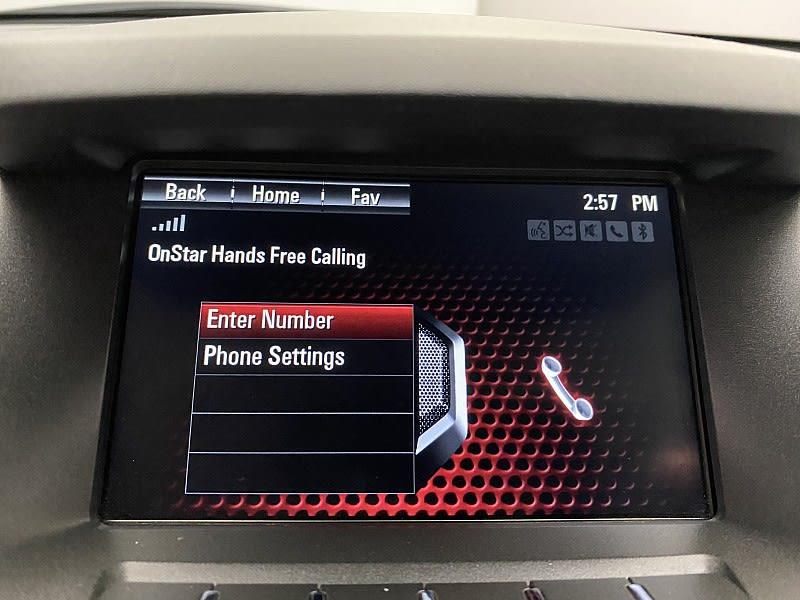 Back Home Fav
2:57 PM
OnStar Hands Free Calling
Enter Number
Phone Settings